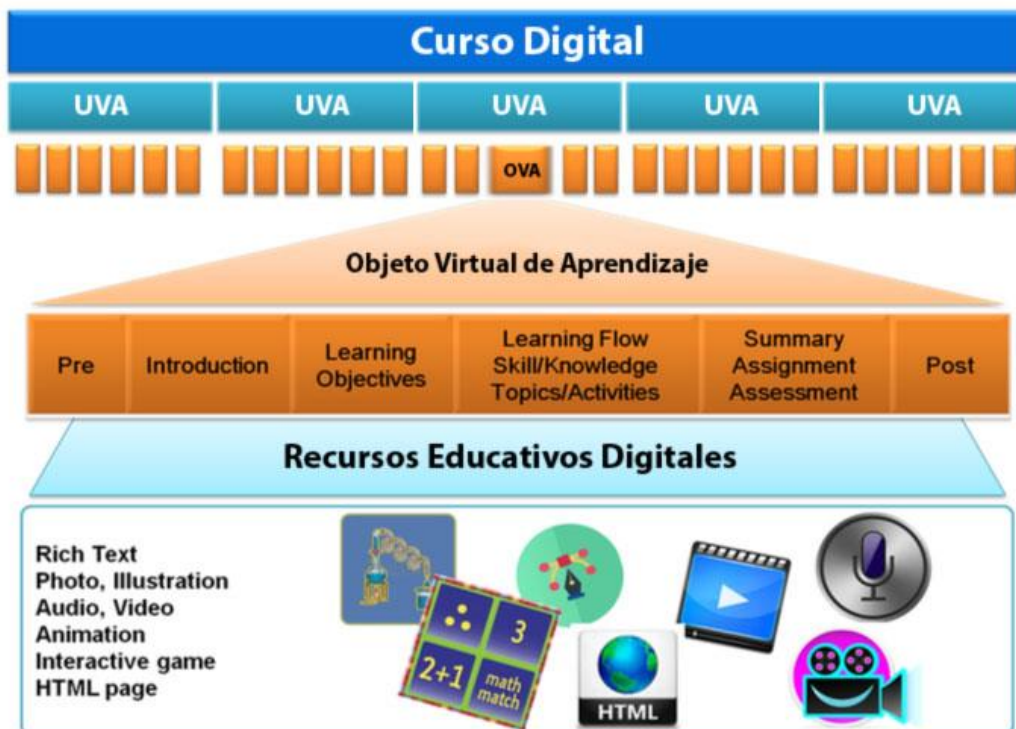 Curso Digital
UVA UVA UVA UVA UVA
OVA
Objeto Virtual de Aprendizaje
Pre
Introduction
Learning
Objectives
Learning Flow
Skill/Knowledge
Topics/Activities
Summary
Assignment
Assessment
Post
Recursos Educativos Digitales
Rich Text
Photo, Illustration
Audio, Video
Animation
Interactive game
HTML page
3
2+1
math
match
HTML